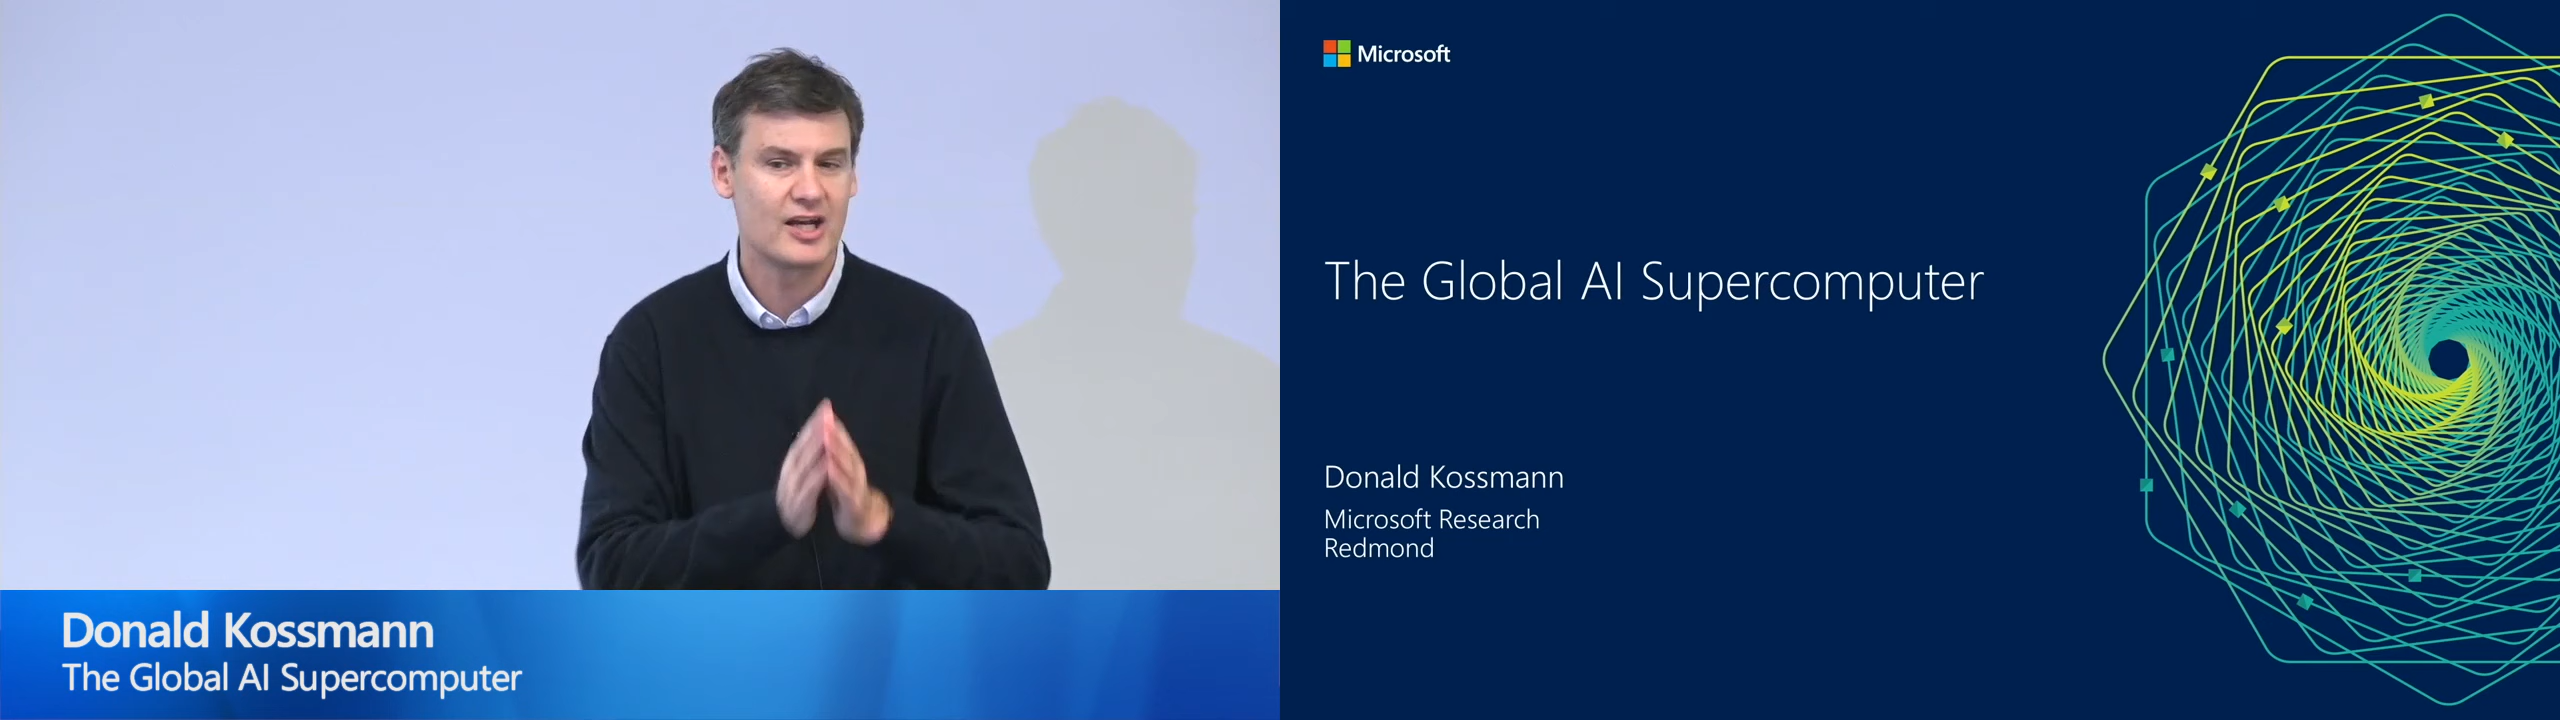 Donald Kossmann
The Global AI Supercomputer
Microsoft
The Global AI Supercomputer
Donald Kossmann
Microsoft Research
Redmond